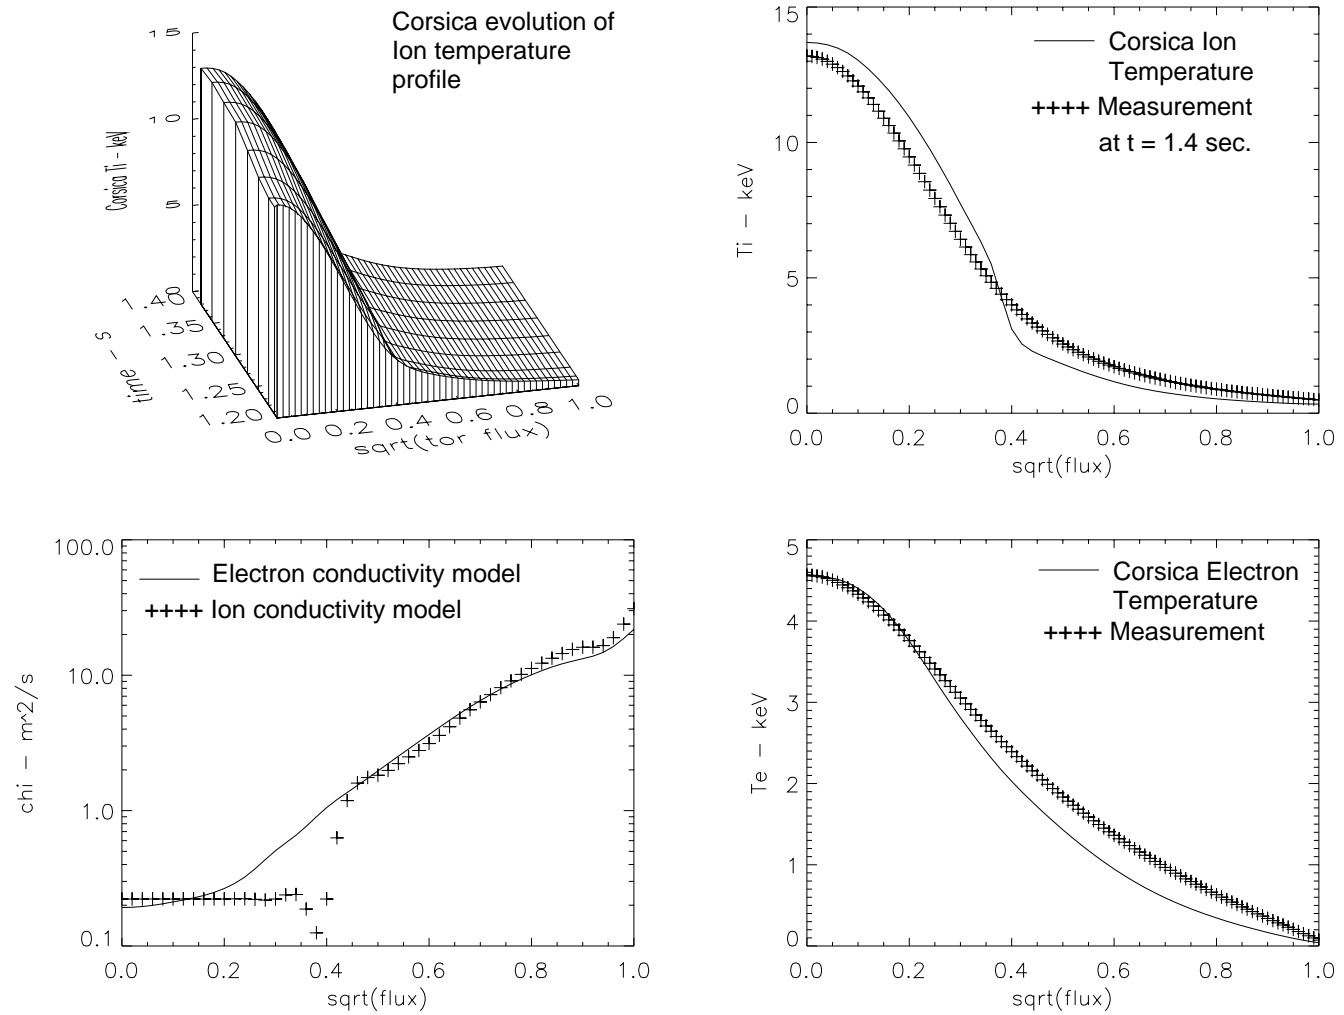 Corsica evolution of
Ion temperature
profile
15
10
5
0
Corsica Ti - keV
1.40
1.35
1.30
1.25
1.20
time - s
0.0 0.2 0.4 0.6 0.8 1.0
sqrt(tor flux)
15
10
5
0
Ti - keV
Corsica Ion
Temperature
++++ Measurement
at t = 1.4 sec.
0.0 0.2 0.4 0.6 0.8 1.0
sqrt(flux)
100.0
10.0
1.0
0.1
chi - m^2/s
Electron conductivity model
++++ Ion conductivity model
0.0 0.2 0.4 0.6 0.8 1.0
sqrt(flux)
5
4
3
2
1
0
Te - keV
Corsica Electron
Temperature
++++ Measurement
0.0 0.2 0.4 0.6 0.8 1.0
sqrt(flux)